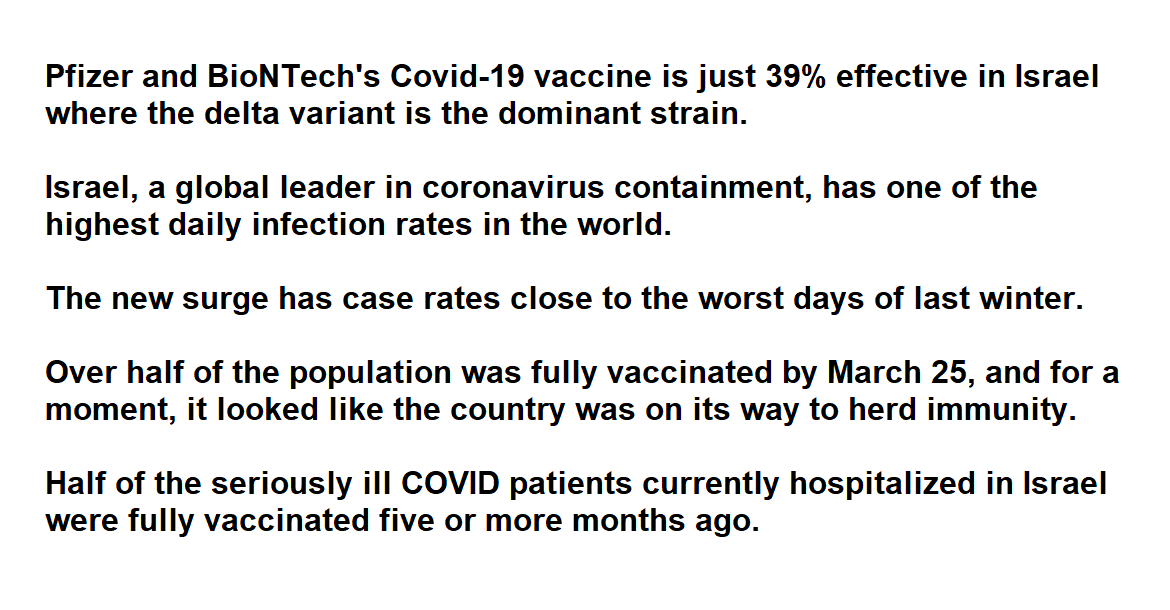 Pfizer and BioNTech's Covid-19 vaccine is just 39% effective in Israel
where the delta variant is the dominant strain.
Israel, a global leader in coronavirus containment, has one of the
highest daily infection rates in the world.
The new surge has case rates close to the worst days of last winter.
Over half of the population was fully vaccinated by March 25, and for a
moment, it looked like the country was on its way to herd immunity.
Half of the seriously ill COVID patients currently hospitalized in Israel
were fully vaccinated five or more months ago.